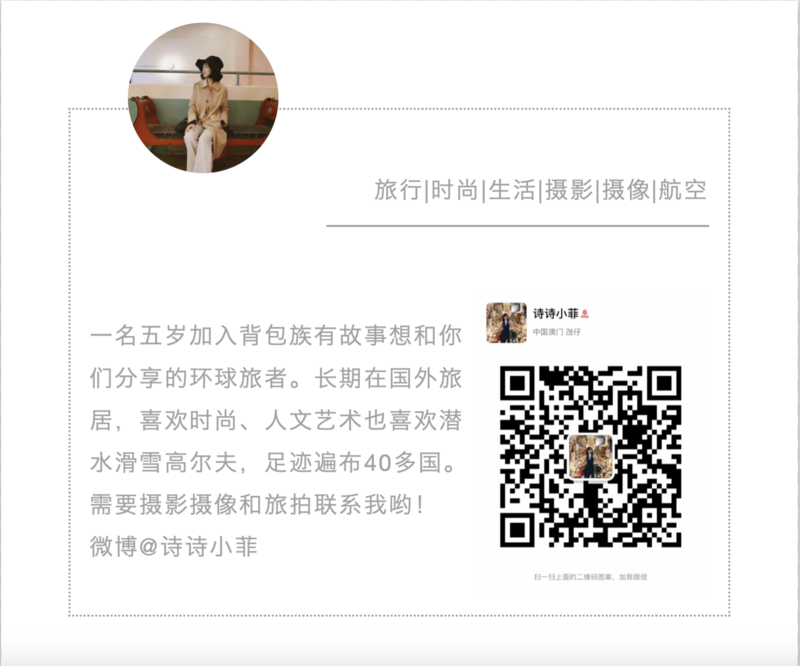 旅行|时尚|生活|摄影|摄像|航空
一名五岁加入背包族有故事想和你
们分享的环球旅者。长期在国外旅
居，喜欢时尚、人文艺术也喜欢潜
水滑雪高尔夫，足迹遍布40多国。
需要摄影摄像和旅拍联系我哟！
微博@诗诗小菲
诗诗小菲
中国澳门 氹仔
扫一扫上面的二维码图案，加我微信